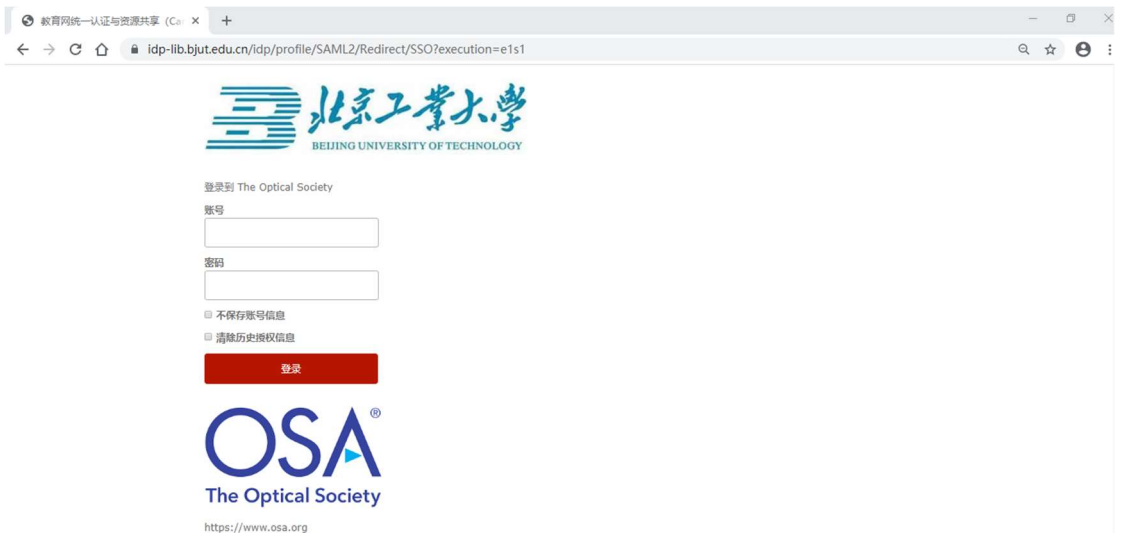 教育网统一认证与资源共享 (Ca
idp-lib.bjut.edu.cn/idp/profile/SAML2/Redirect/SSO?execution=e1s1
北京工業大學
BEIJING UNIVERSITY OF TECHNOLOGY
登录到 The Optical Society
账号
密码
不保存账号信息
清除历史授权信息
登录
OSA®
The Optical Society
https://www.osa.org